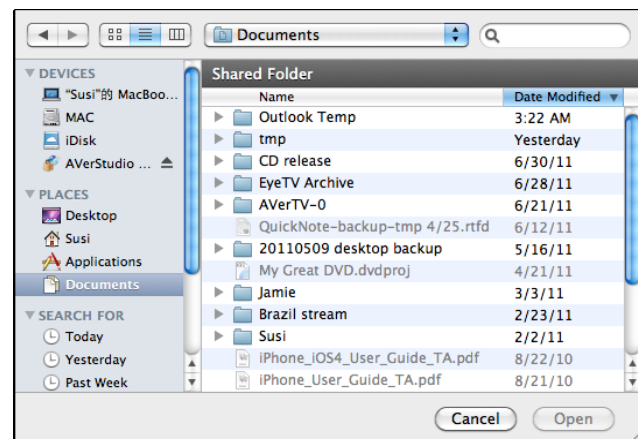 Documents
DEVICES
"Susi"的 MacBoo...
MAC
iDisk
AVerStudio ...
PLACES
Desktop
Susi
Applications
Documents
SEARCH FOR
Today
Yesterday
Past Week
Shared Folder
Name Date Modified
Outlook Temp 3:22 AM
tmp Yesterday
CD release 6/30/11
EyeTV Archive 6/28/11
AVerTV-0 6/21/11
QuickNote-backup-tmp 4/25.rtfd 6/12/11
20110509 desktop backup 5/16/11
My Great DVD.dvdproj 4/21/11
Jamie 3/3/11
Brazil stream 2/23/11
Susi 2/2/11
iPhone_iOS4_User_Guide_TA.pdf 8/22/10
iPhone_User_Guide_TA.pdf 8/21/10
Cancel Open